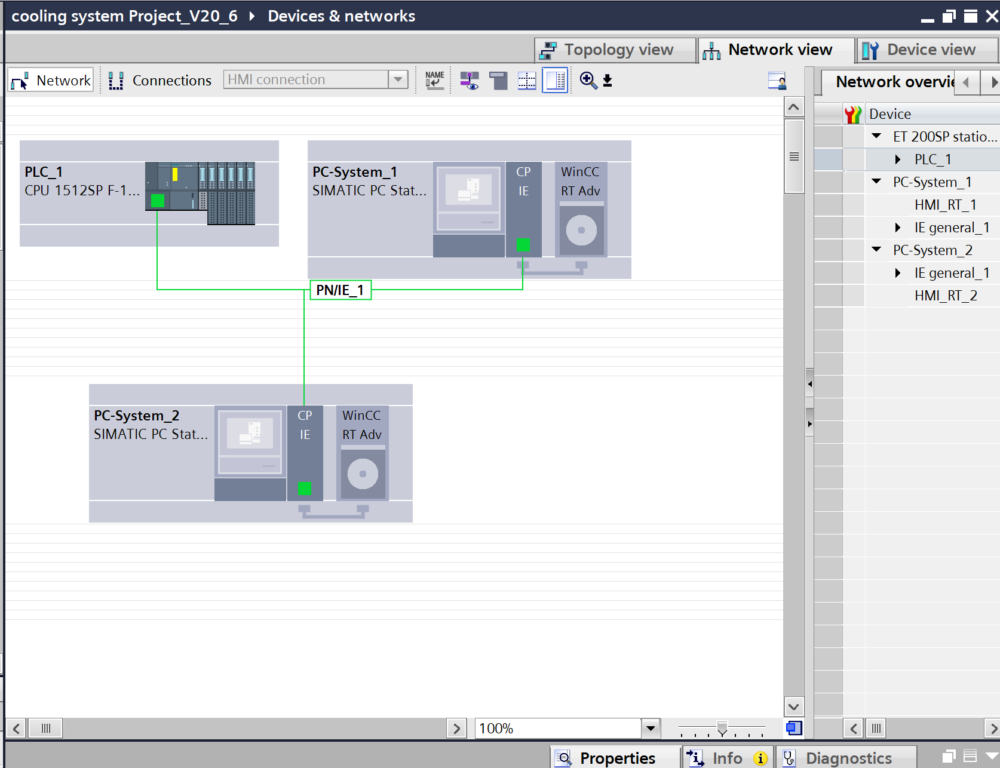 cooling system Project_V20_6 ▸ Devices & networks
Topology view
Network view
Device view
Network
Connections
HMI connection
NAME
Network overvie
Device
ET 200SP statio...
PLC_1
PC-System_1
HMI_RT_1
IE general_1
PC-System_2
IE general_1
HMI_RT_2
PLC_1
CPU 1512SP F-1...
PC-System_1
SIMATIC PC Stat...
CP
IE
WinCC
RT Adv
PN/IE_1
PC-System_2
SIMATIC PC Stat...
CP
IE
WinCC
RT Adv
100%
Properties
Info
Diagnostics